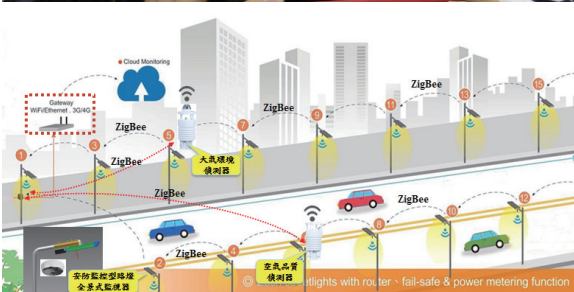 Cloud Monitoring
Gateway
WiFi/Ethernet , 3G/4G
ZigBee
ZigBee
ZigBee
ZigBee
ZigBee
ZigBee
ZigBee
ZigBee
1
3
5
7
9
11
13
15
大氣環境
偵測器
2
4
8
10
12
安防監控型路燈
全景式監視器
空氣品質
偵測器
with router、fail-safe & power metering function